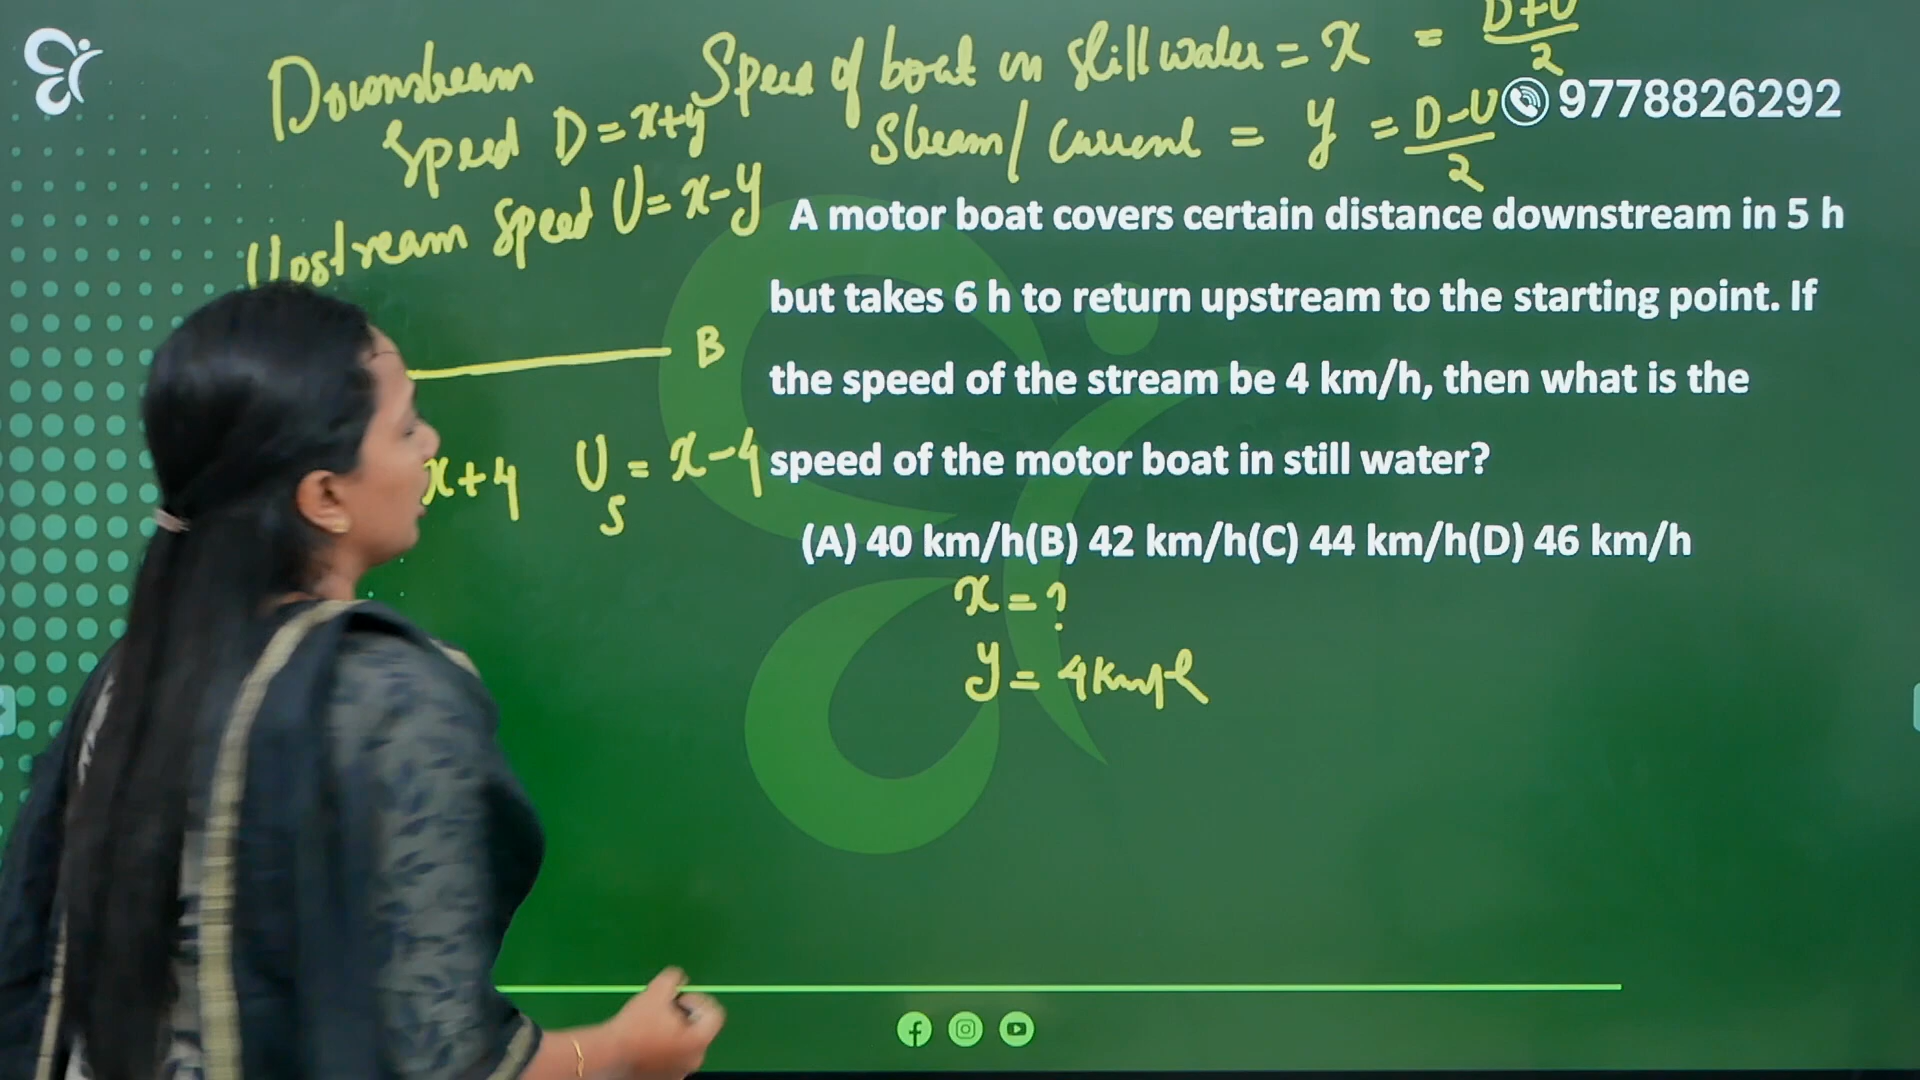 Downstream
Speed D = x+y
Upstream Speed U = x-y
Speed of boat in still water = x = D+U/2
Stream/Current = y = D-U/2
9778826292
A motor boat covers certain distance downstream in 5 h
but takes 6 h to return upstream to the starting point. If
the speed of the stream be 4 km/h, then what is the
speed of the motor boat in still water?
(A) 40 km/h(B) 42 km/h(C) 44 km/h(D) 46 km/h
B
x+4 Us = x-4
x = ?
y = 4km/h